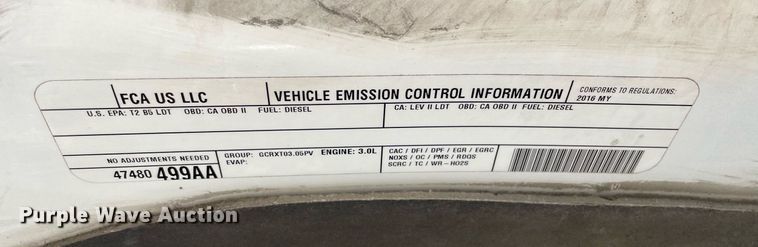 FCA US LLC
VEHICLE EMISSION CONTROL INFORMATION
CONFORMS TO REGULATIONS:
2016 MY
U.S. EPA: T2 B5 LDT OBD: CA OBD II FUEL: DIESEL
CA: LEV II LDT OBD: CA OBD II FUEL: DIESEL
NO ADJUSTMENTS NEEDED
47480 499AA
GROUP: GCRXT03.05PV ENGINE: 3.0L
EVAP:
CAC / DFI / DPF / EGR / EGRC
NOXS / OC / PMS / RDQS
SCRC / TC / WR-HO2S
Purple Wave Auction